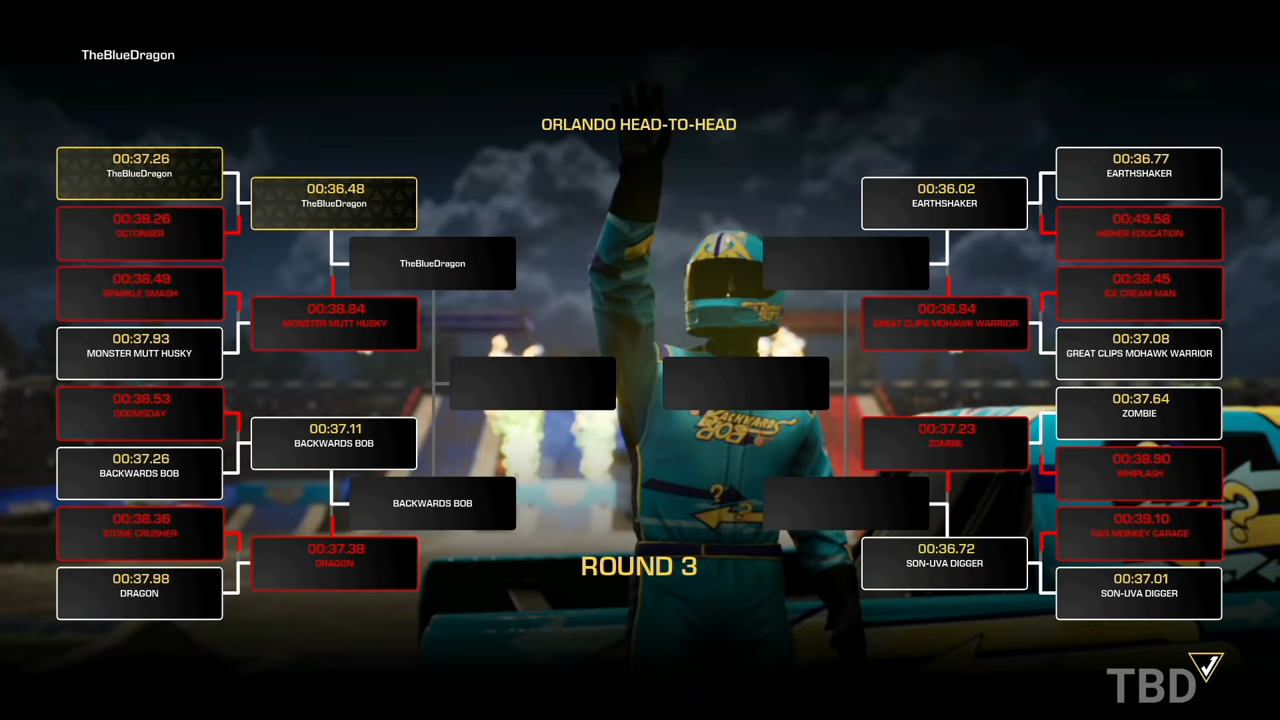 TheBlueDragon
ORLANDO HEAD-TO-HEAD
00:37.26
TheBlueDragon
00:38.26
OCTON8ER
00:38.49
SPARKLE SMASH
00:37.93
MONSTER MUTT HUSKY
00:38.53
DOOMSDAY
00:37.26
BACKWARDS BOB
00:38.36
STONE CRUSHER
00:37.98
DRAGON
00:36.48
TheBlueDragon
00:38.84
MONSTER MUTT HUSKY
00:37.11
BACKWARDS BOB
00:37.38
DRAGON
TheBlueDragon
BACKWARDS BOB
BACKWARDS
BOB
?
ROUND 3
00:36.02
EARTHSHAKER
00:36.84
GREAT CLIPS MOHAWK WARRIOR
00:37.23
ZOMBIE
00:36.72
SON-UVA DIGGER
00:36.77
EARTHSHAKER
00:49.58
HIGHER EDUCATION
00:38.45
ICE CREAM MAN
00:37.08
GREAT CLIPS MOHAWK WARRIOR
00:37.64
ZOMBIE
00:38.90
WHIPLASH
00:39.10
GAS MONKEY GARAGE
00:37.01
SON-UVA DIGGER
?
TBD